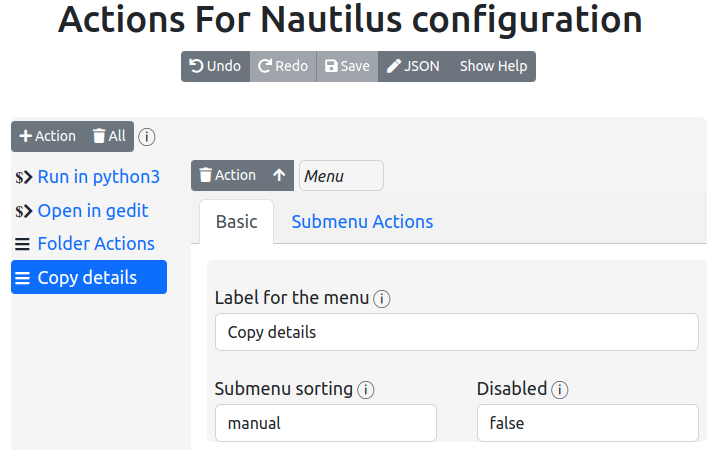 Actions For Nautilus configuration
Undo Redo Save JSON Show Help
Action All
Run in python3
Open in gedit
Folder Actions
Copy details
Action Menu
Basic Submenu Actions
Label for the menu
Copy details
Submenu sorting Disabled
manual false